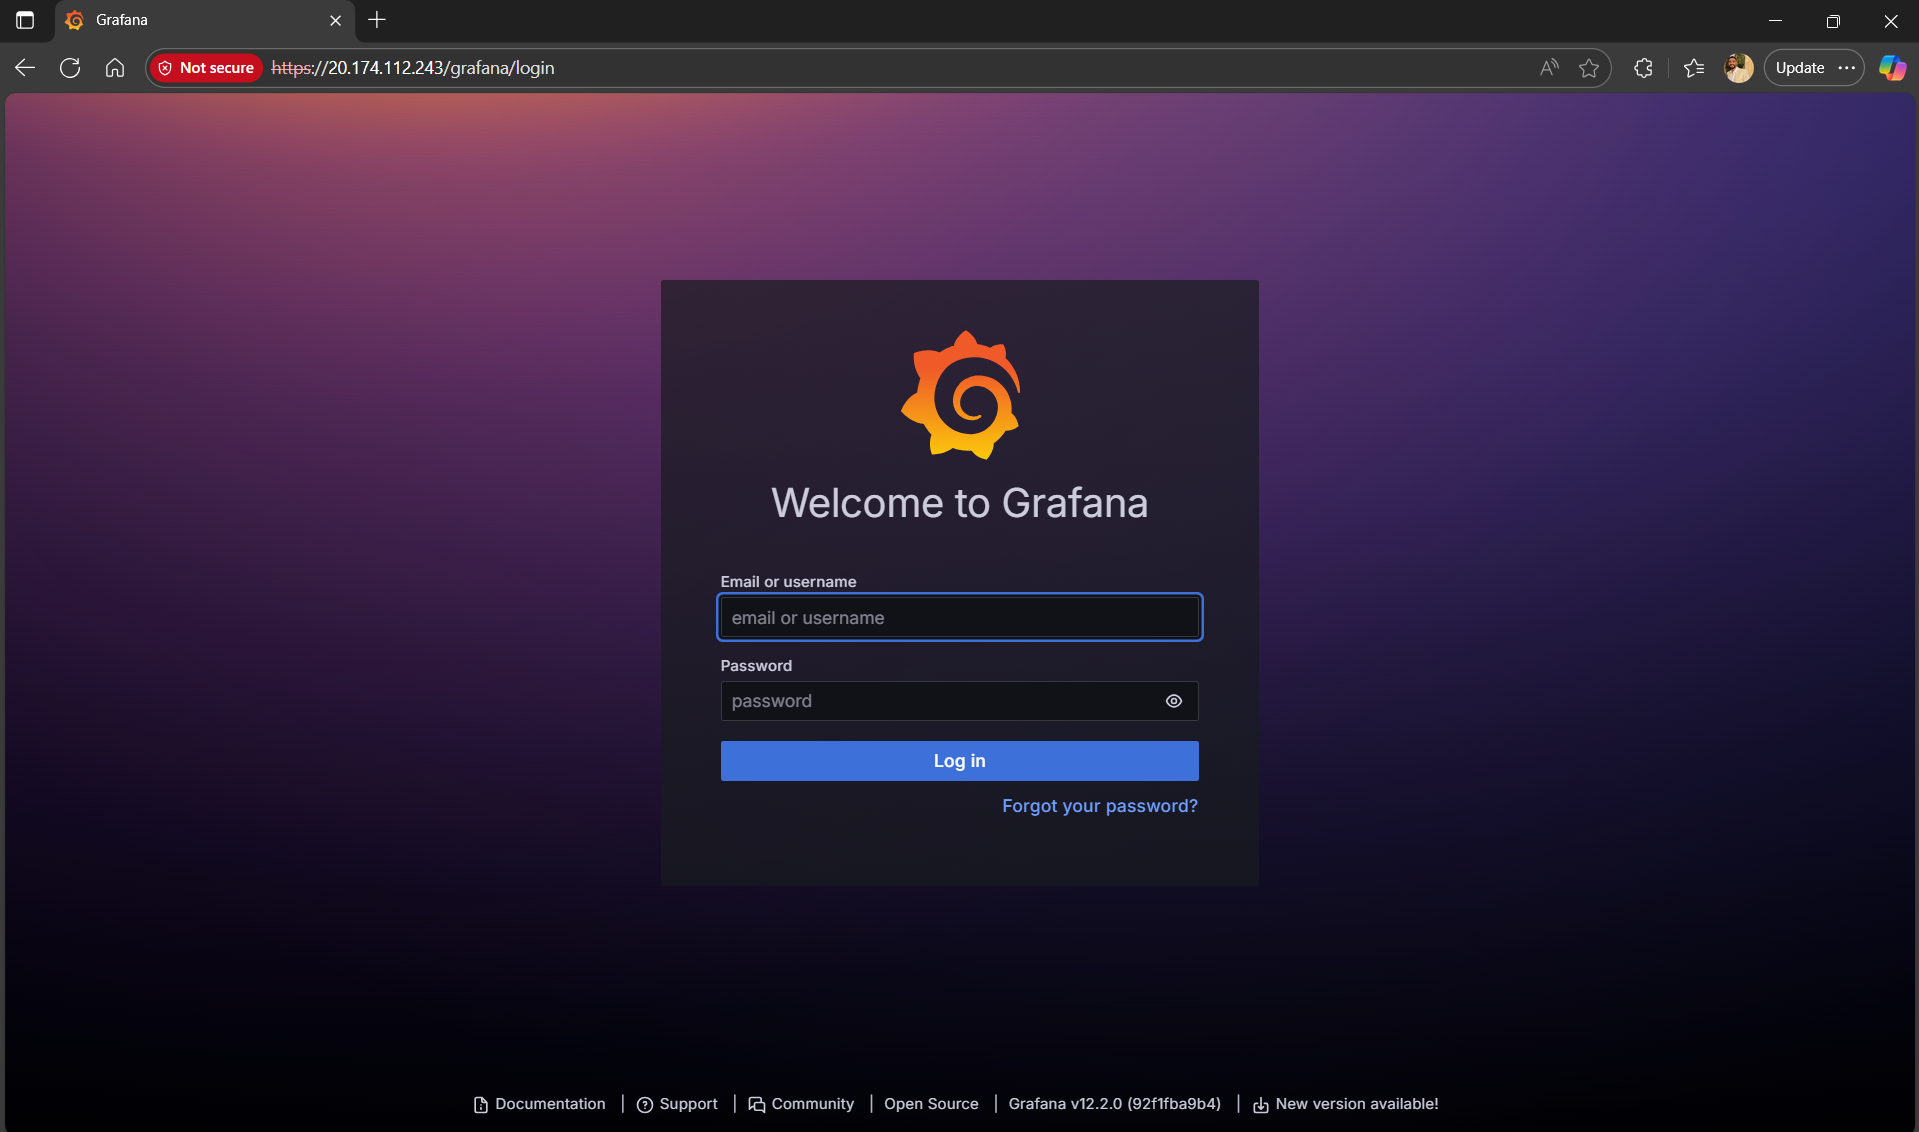 Grafana
Not secure https://20.174.112.243/grafana/login
Update
Welcome to Grafana
Email or username
email or username
Password
password
Log in
Forgot your password?
Documentation | Support | Community | Open Source | Grafana v12.2.0 (92f1fba9b4) | New version available!